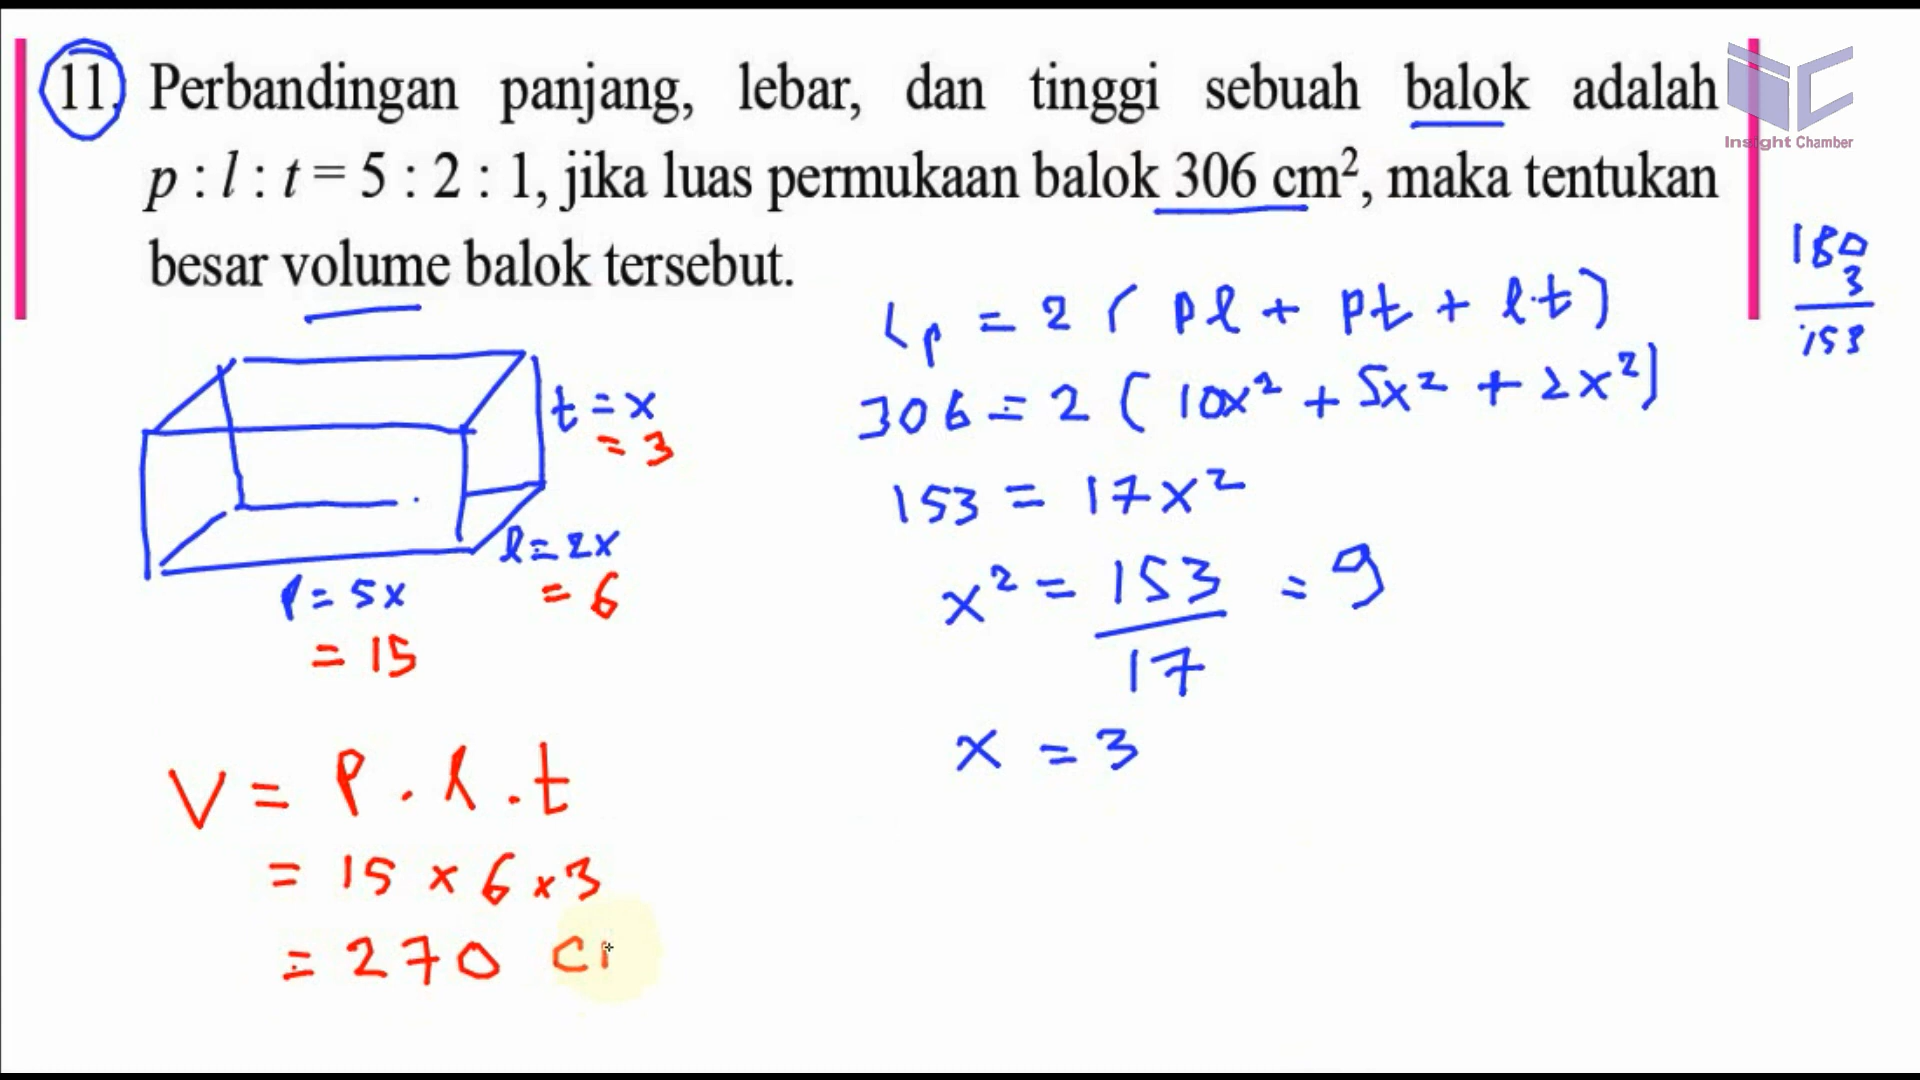 11. Perbandingan panjang, lebar, dan tinggi sebuah balok adalah
p : l : t = 5 : 2 : 1, jika luas permukaan balok 306 cm², maka tentukan
besar volume balok tersebut.
Insight Chamber
180
3
153
Lp = 2 ( pl + pt + l.t )
306 = 2 ( 10x² + 5x² + 2x² )
153 = 17x²
x² = 153/17 = 9
x = 3
t = x
= 3
l = 2x
= 6
p = 5x
= 15
V = p . l . t
= 15 x 6 x 3
= 270 c